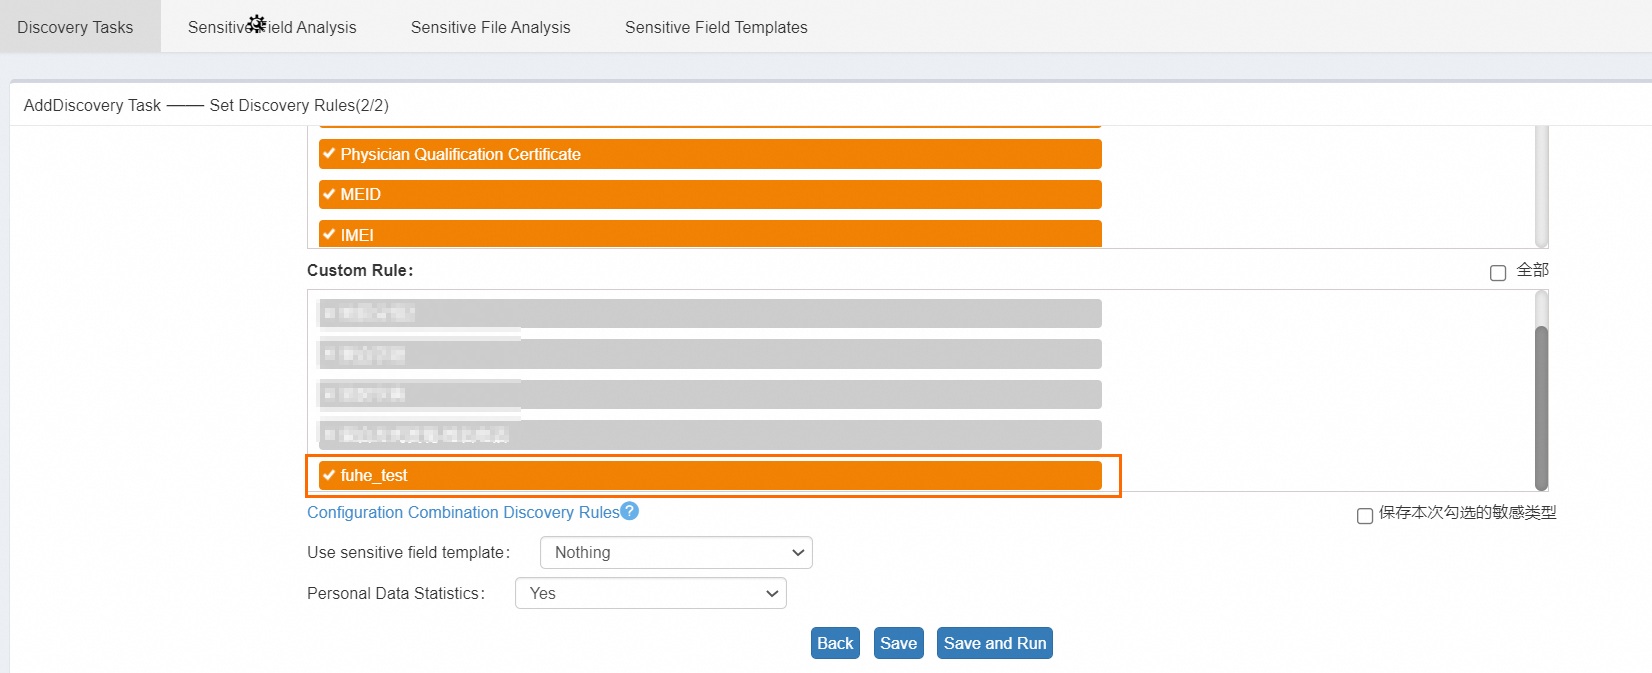 Discovery Tasks
Sensitive Field Analysis
Sensitive File Analysis
Sensitive Field Templates
AddDiscovery Task —— Set Discovery Rules(2/2)
Physician Qualification Certificate
MEID
IMEI
Custom Rule：
全部
fuhe_test
Configuration Combination Discovery Rules?
保存本次勾选的敏感类型
Use sensitive field template：
Nothing
Personal Data Statistics：
Yes
Back
Save
Save and Run